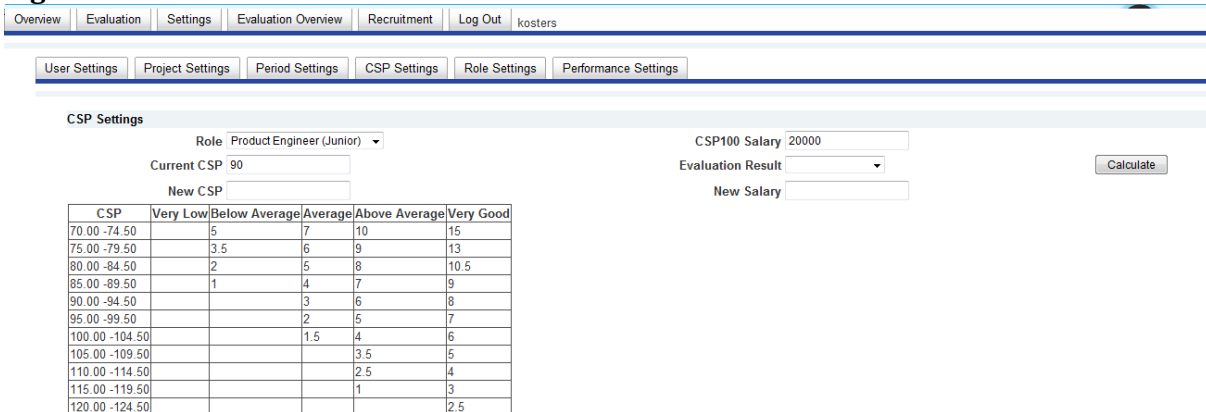 Overview Evaluation Settings Evaluation Overview Recruitment Log Out kosters
User Settings Project Settings Period Settings CSP Settings Role Settings Performance Settings
CSP Settings
Role Product Engineer (Junior) CSP100 Salary 20000
Current CSP 90 Evaluation Result Calculate
New CSP New Salary
CSP Very Low Below Average Average Above Average Very Good
70.00 -74.50 5 7 10 15
75.00 -79.50 3.5 6 9 13
80.00 -84.50 2 5 8 10.5
85.00 -89.50 1 4 7 9
90.00 -94.50 3 6 8
95.00 -99.50 2 5 7
100.00 -104.50 1.5 4 6
105.00 -109.50 3.5 5
110.00 -114.50 2.5 4
115.00 -119.50 1 3
120.00 -124.50 2.5